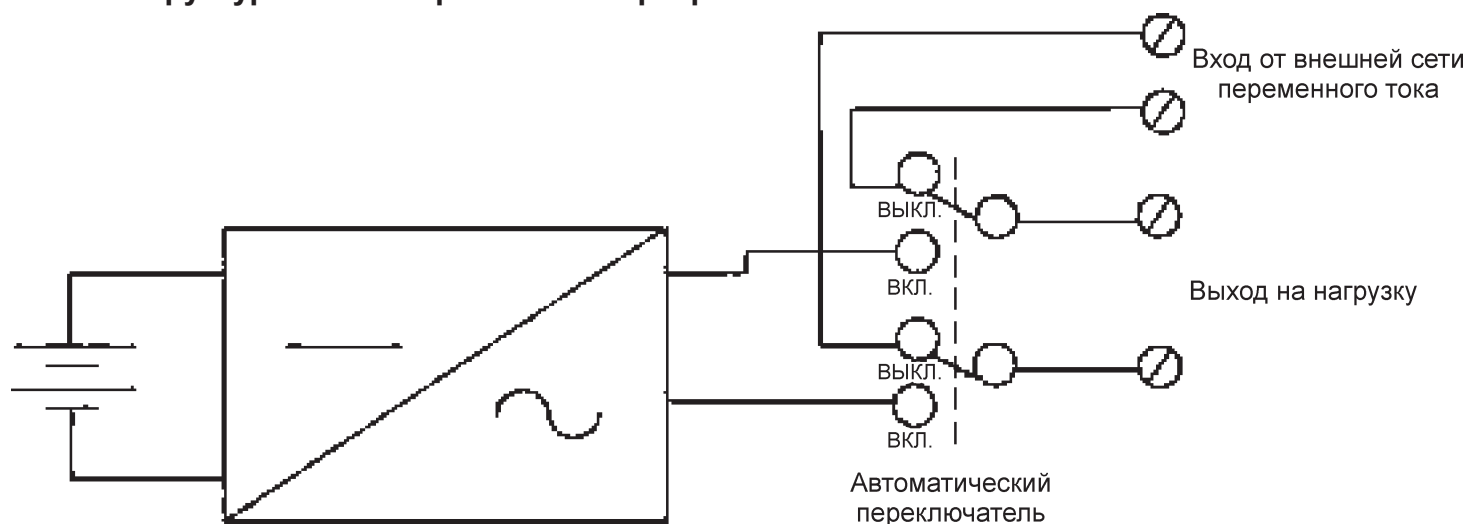 Вход от внешней сети
переменного тока
ВЫКЛ.
ВКЛ.
Выход на нагрузку
ВЫКЛ.
ВКЛ.
Автоматический
переключатель